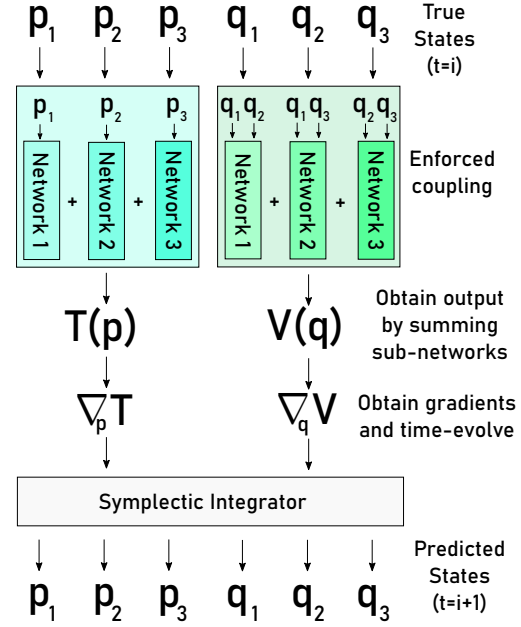 p1 p2 p3 q1 q2 q3
True
States
(t=i)
p1 p2 p3
q1 q2 q1 q3 q2 q3
Network 1 + Network 2 + Network 3
Network 1 + Network 2 + Network 3
Enforced
coupling
T(p)
V(q)
Obtain output
by summing
sub-networks
∇pT
∇qV
Obtain gradients
and time-evolve
Symplectic Integrator
p1 p2 p3 q1 q2 q3
Predicted
States
(t=i+1)